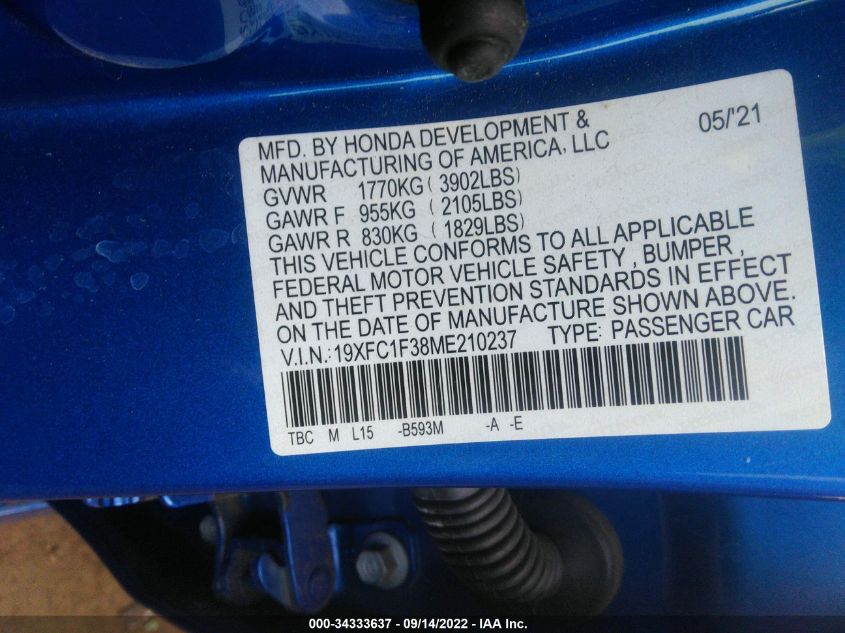 MFD. BY HONDA DEVELOPMENT & 05/'21
MANUFACTURING OF AMERICA, LLC
GVWR 1770KG ( 3902LBS)
GAWR F 955KG ( 2105LBS)
GAWR R 830KG ( 1829LBS)
THIS VEHICLE CONFORMS TO ALL APPLICABLE
FEDERAL MOTOR VEHICLE SAFETY , BUMPER ,
AND THEFT PREVENTION STANDARDS IN EFFECT
ON THE DATE OF MANUFACTURE SHOWN ABOVE.
V.I.N.:19XFC1F38ME210237 TYPE: PASSENGER CAR
TBC M L15 -B593M -A -E
000-34333637 - 09/14/2022 - IAA Inc.